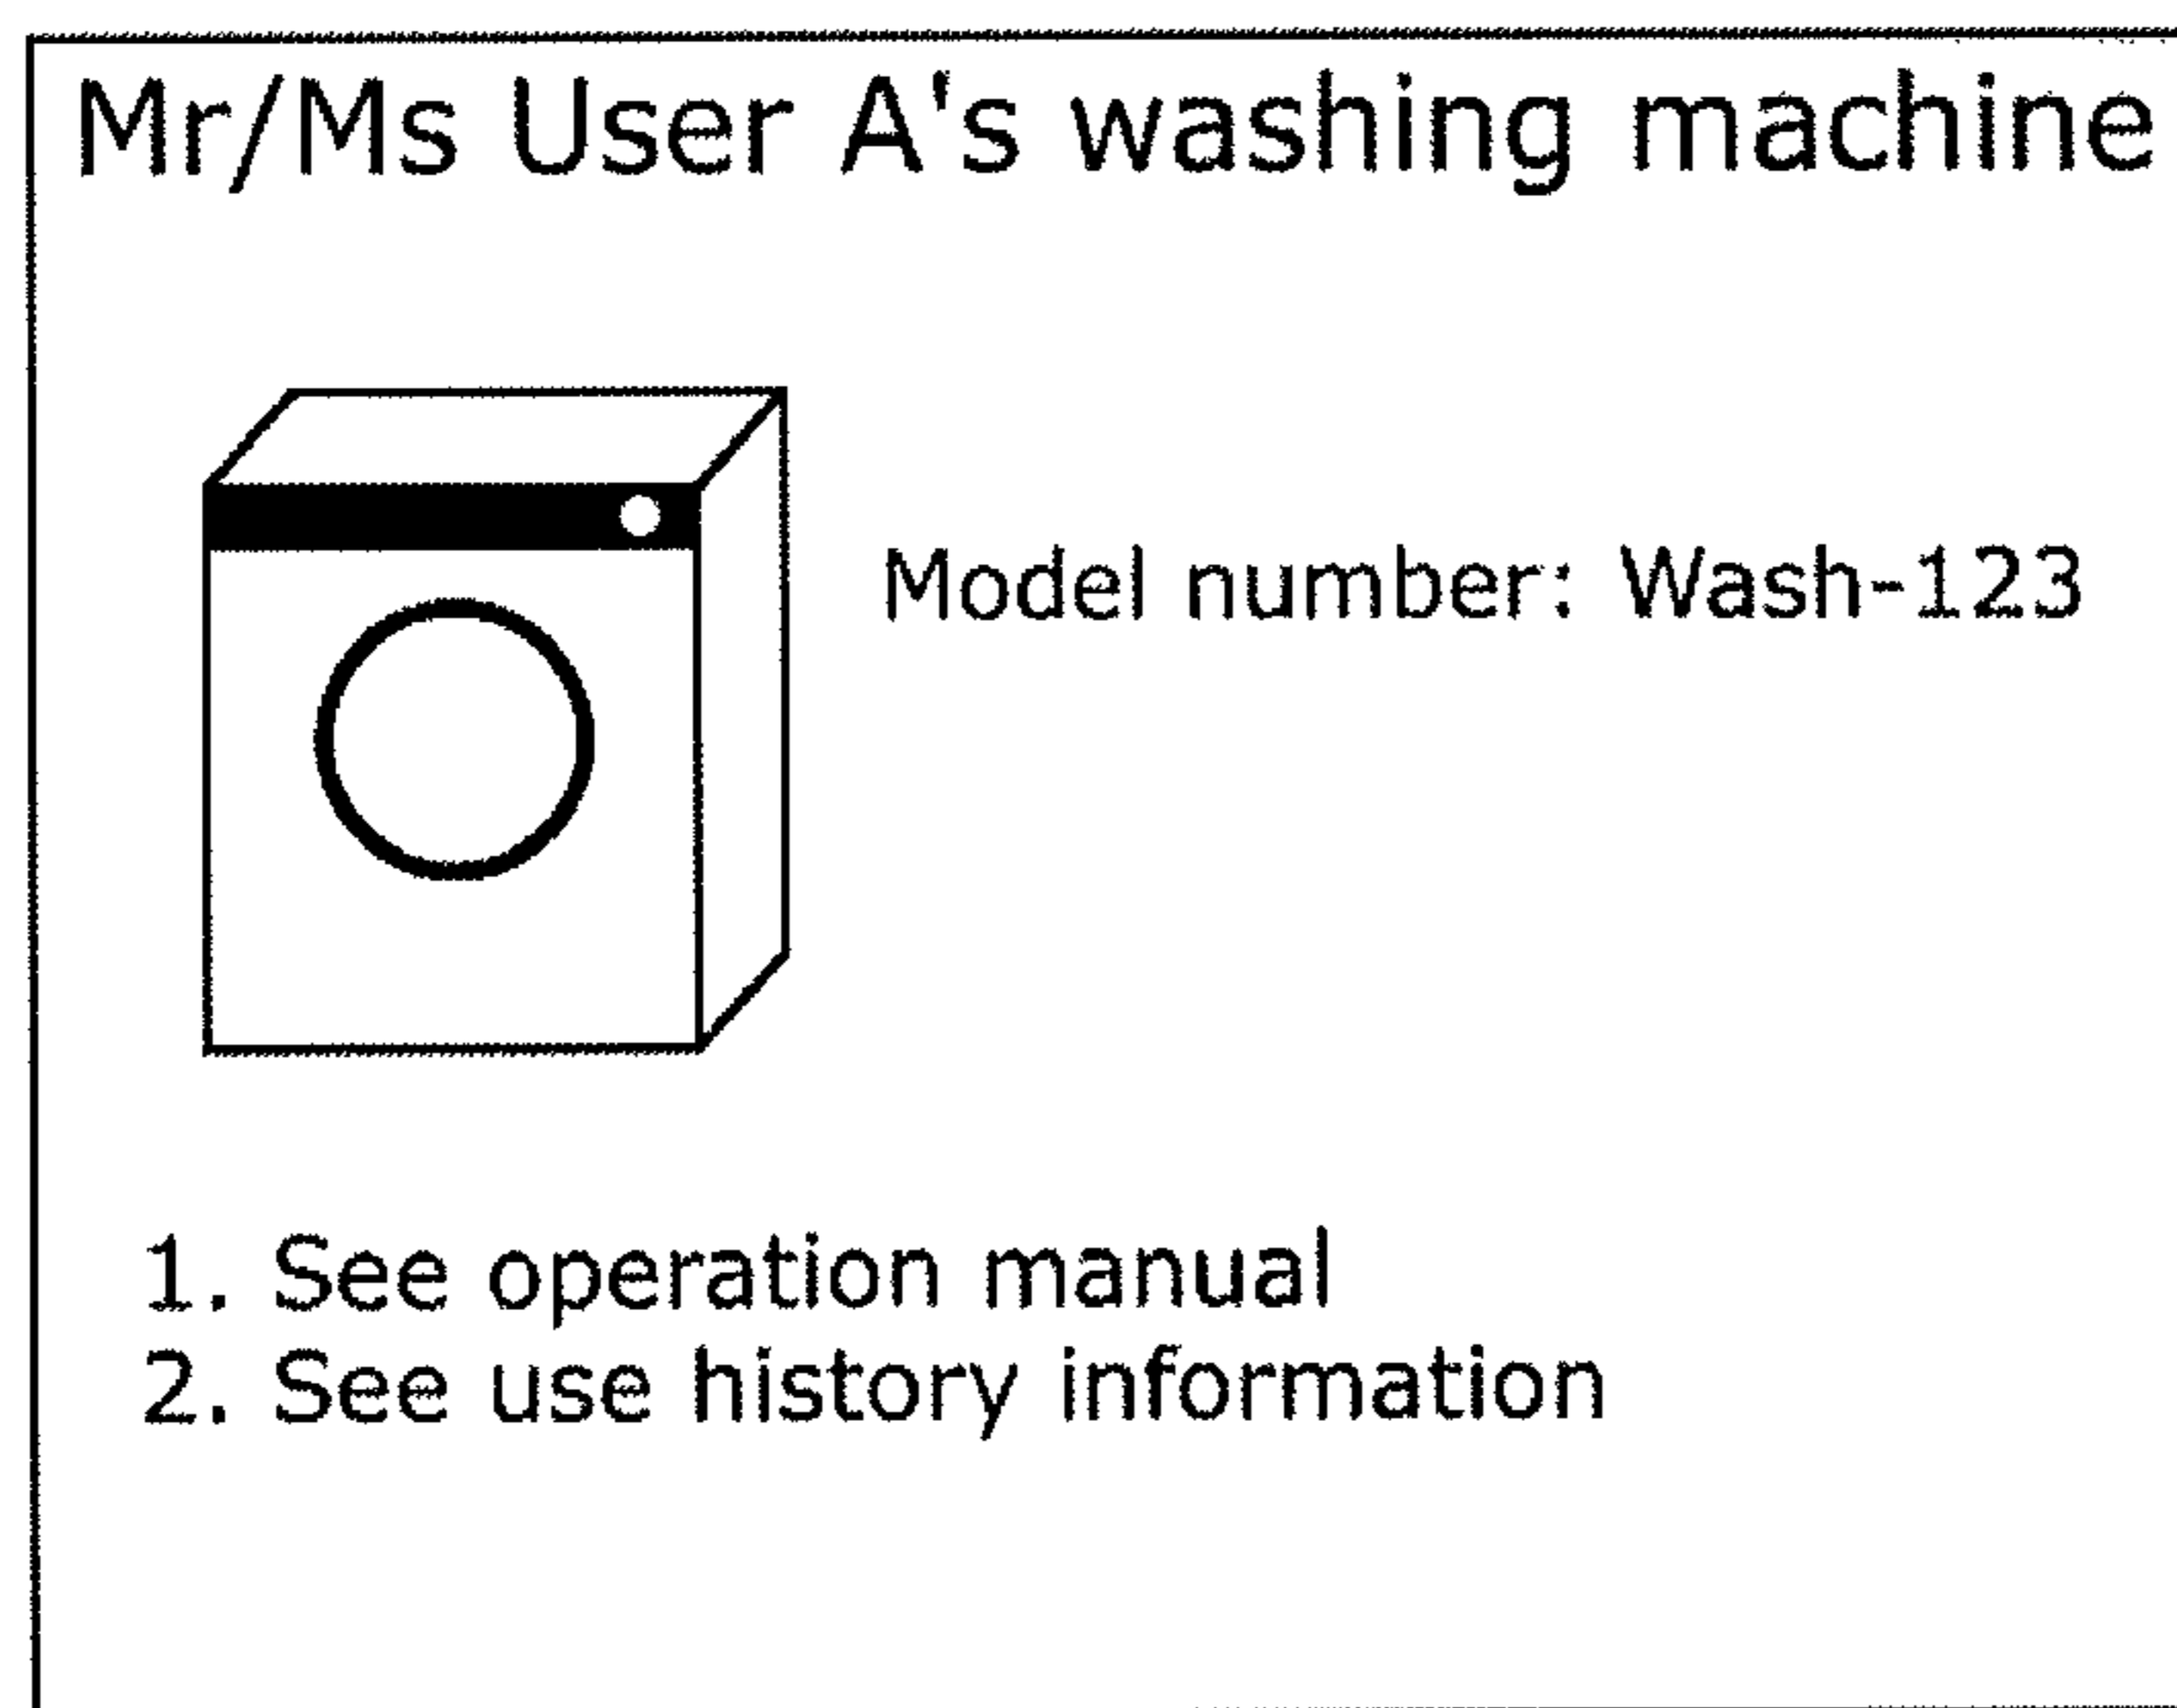 Mr/Ms User A's washing machine
Model number: Wash-123
1. See operation manual
2. See use history information